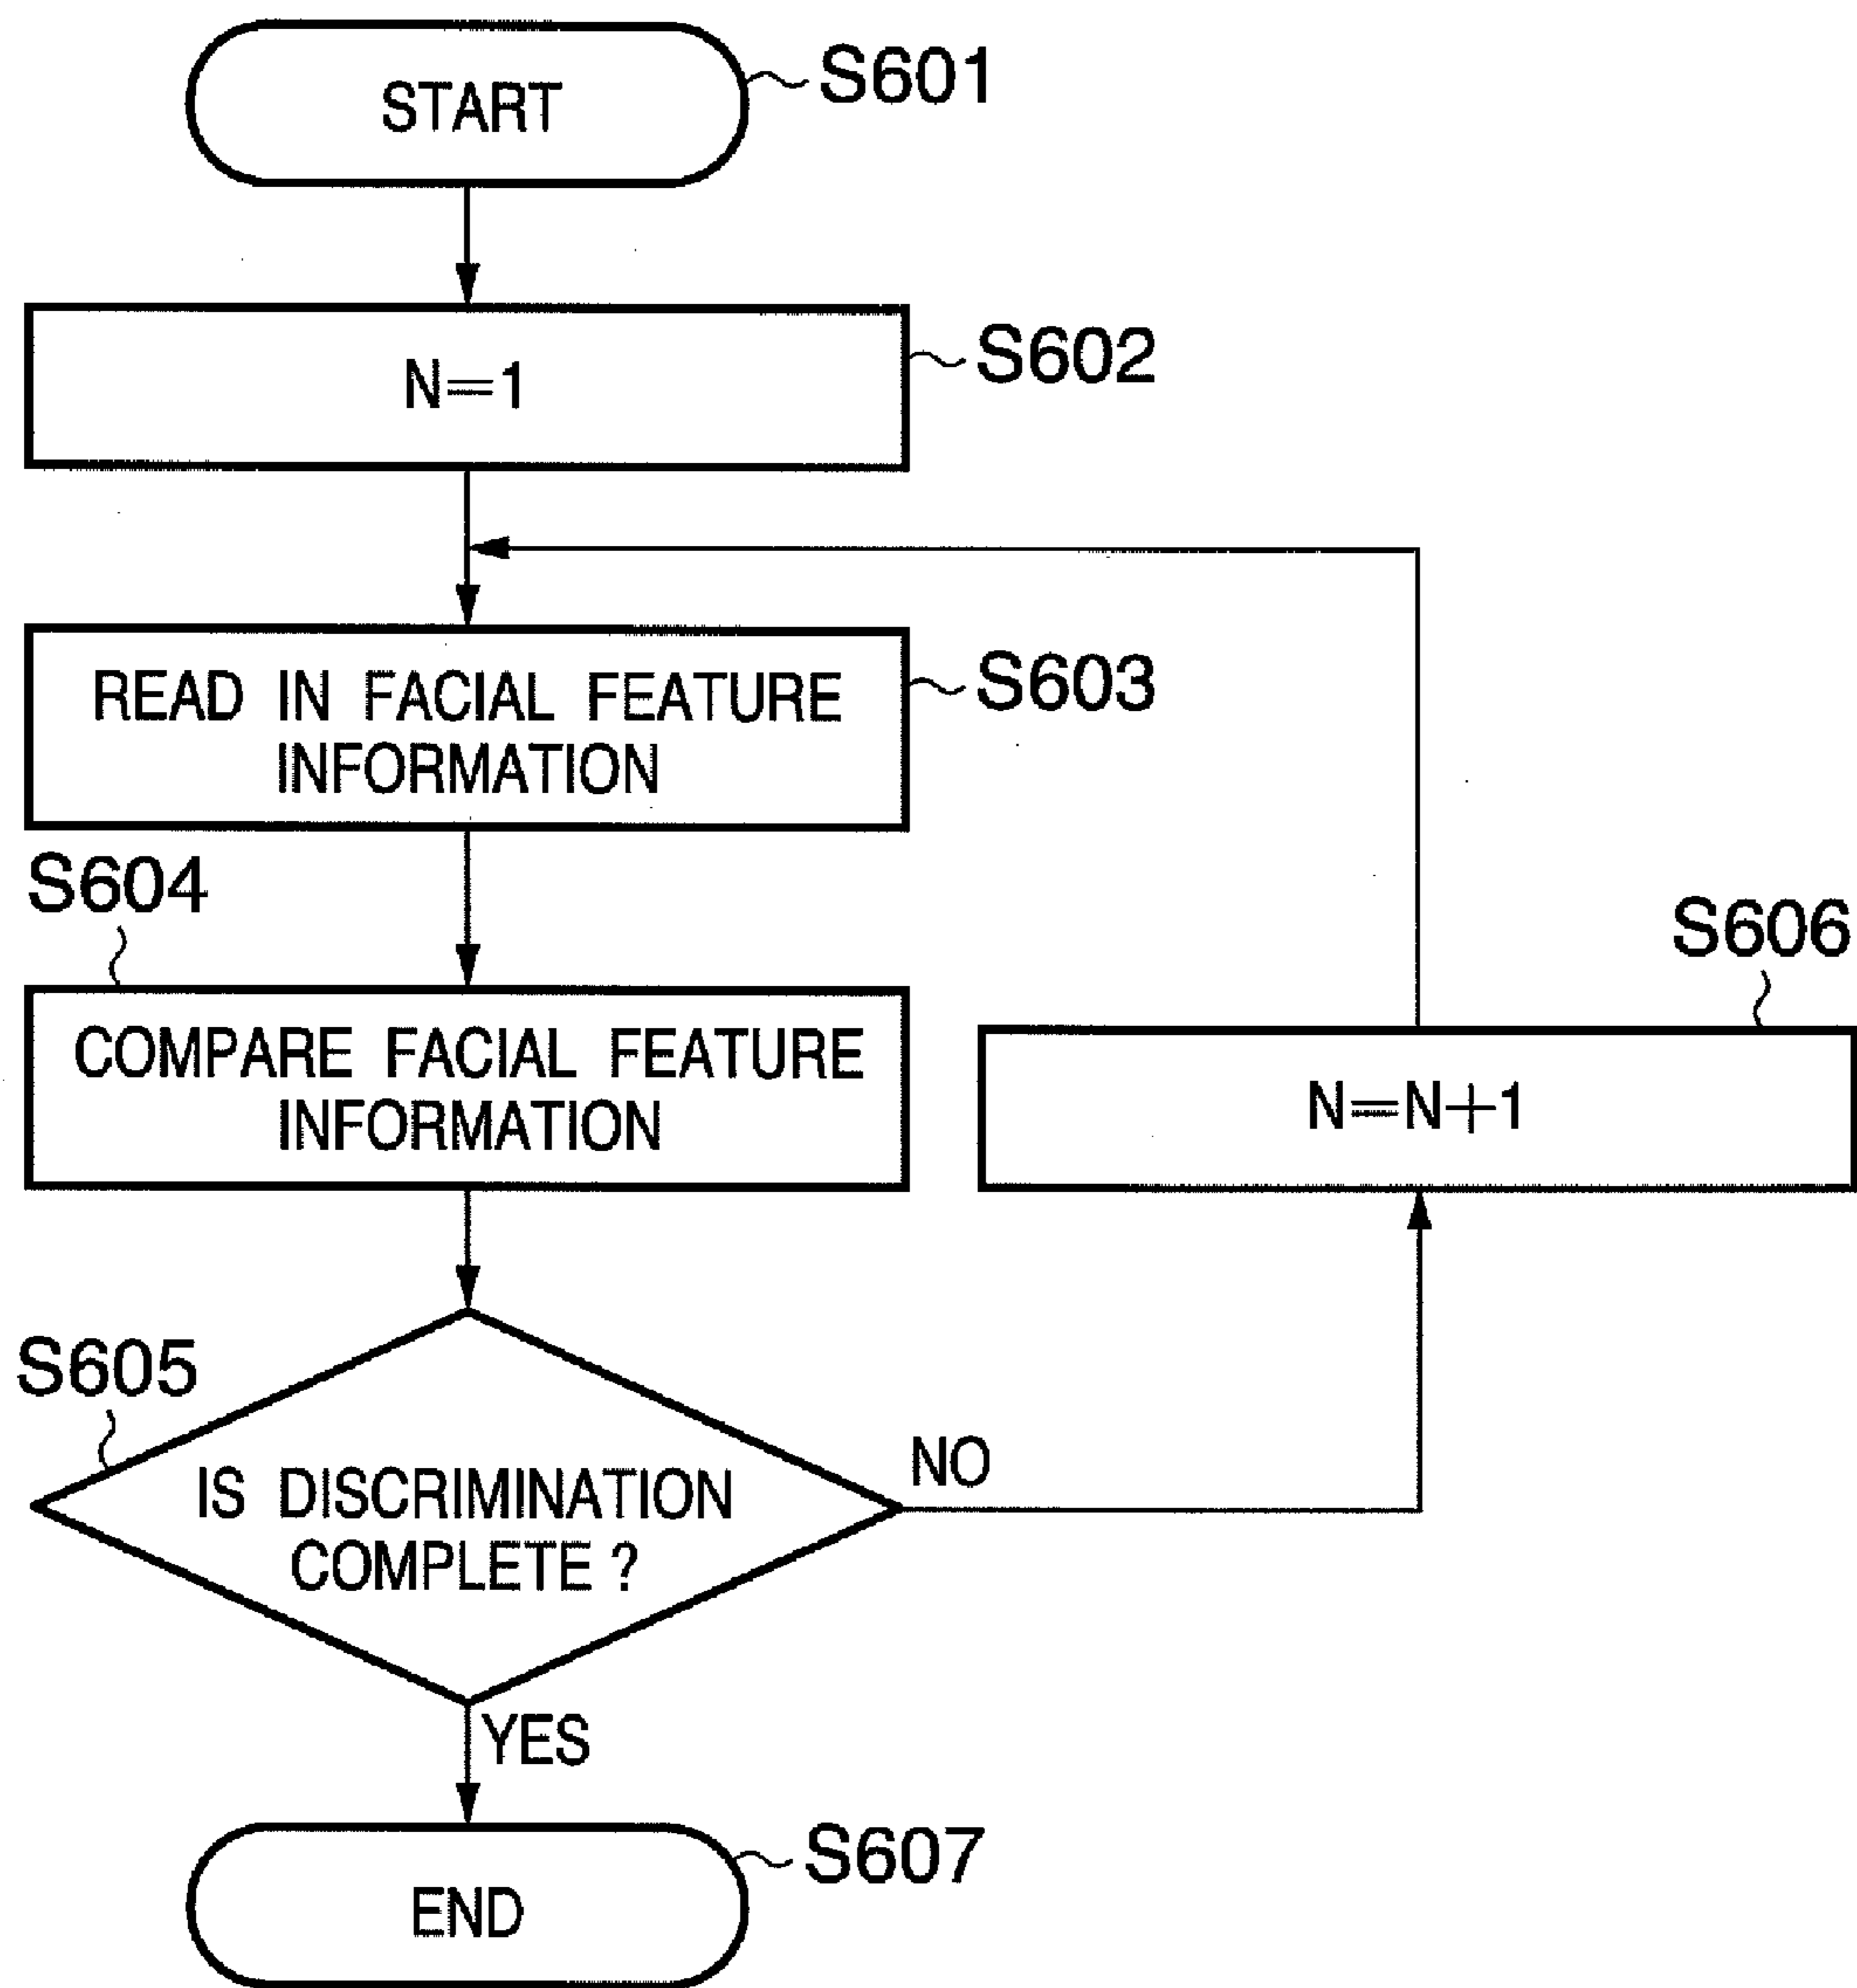 START
S601
N=1
S602
READ IN FACIAL FEATURE
INFORMATION
S603
S604
COMPARE FACIAL FEATURE
INFORMATION
S606
N=N+1
S605
IS DISCRIMINATION
COMPLETE ?
NO
YES
END
S607